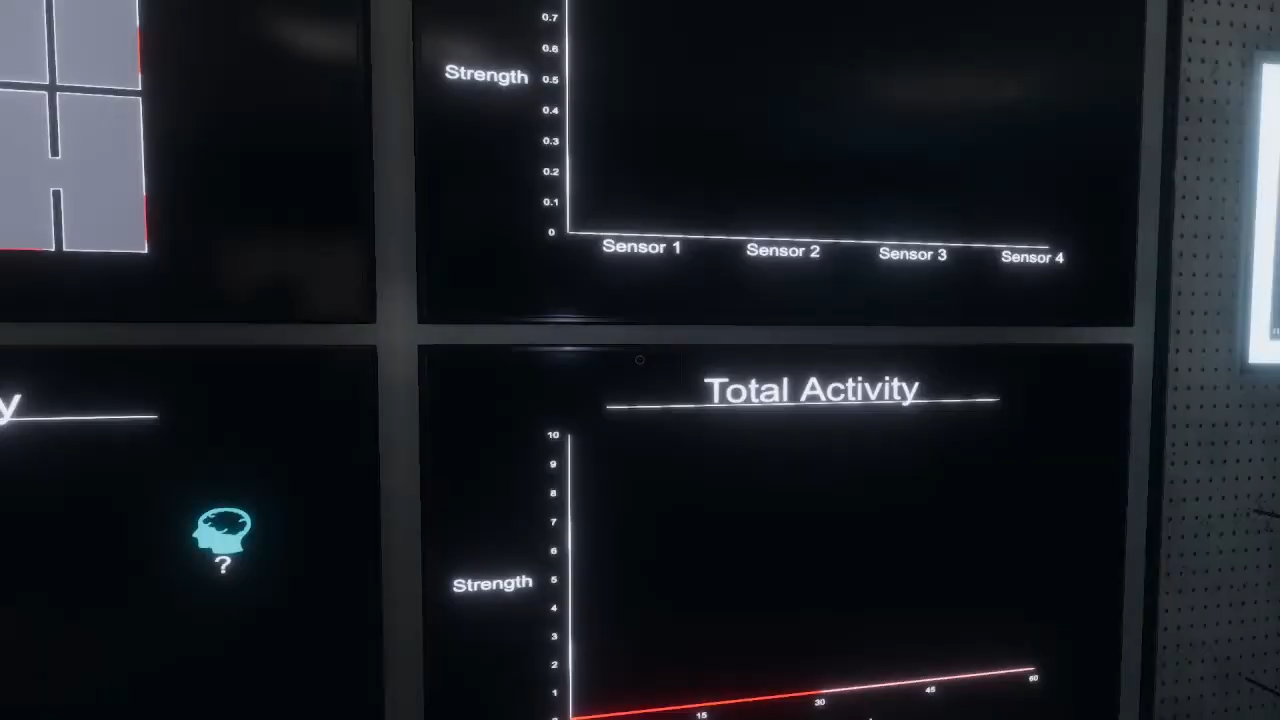 0.7
0.6
Strength
0.5
0.4
0.3
0.2
0.1
0
Sensor 1
Sensor 2
Sensor 3
Sensor 4
y
?
Total Activity
10
9
8
7
6
Strength
5
4
3
2
1
15
30
45
60